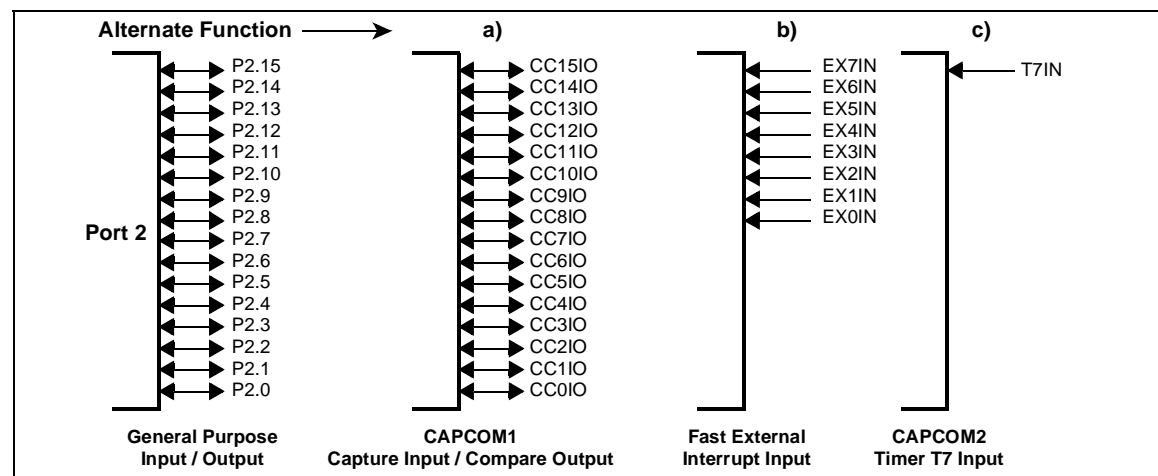 Alternate Function a) b) c)
P2.15 CC15IO EX7IN T7IN
P2.14 CC14IO EX6IN
P2.13 CC13IO EX5IN
P2.12 CC12IO EX4IN
P2.11 CC11IO EX3IN
P2.10 CC10IO EX2IN
P2.9 CC9IO EX1IN
P2.8 CC8IO EX0IN
Port 2 P2.7 CC7IO
P2.6 CC6IO
P2.5 CC5IO
P2.4 CC4IO
P2.3 CC3IO
P2.2 CC2IO
P2.1 CC1IO
P2.0 CC0IO
General Purpose CAPCOM1 Fast External CAPCOM2
Input / Output Capture Input / Compare Output Interrupt Input Timer T7 Input